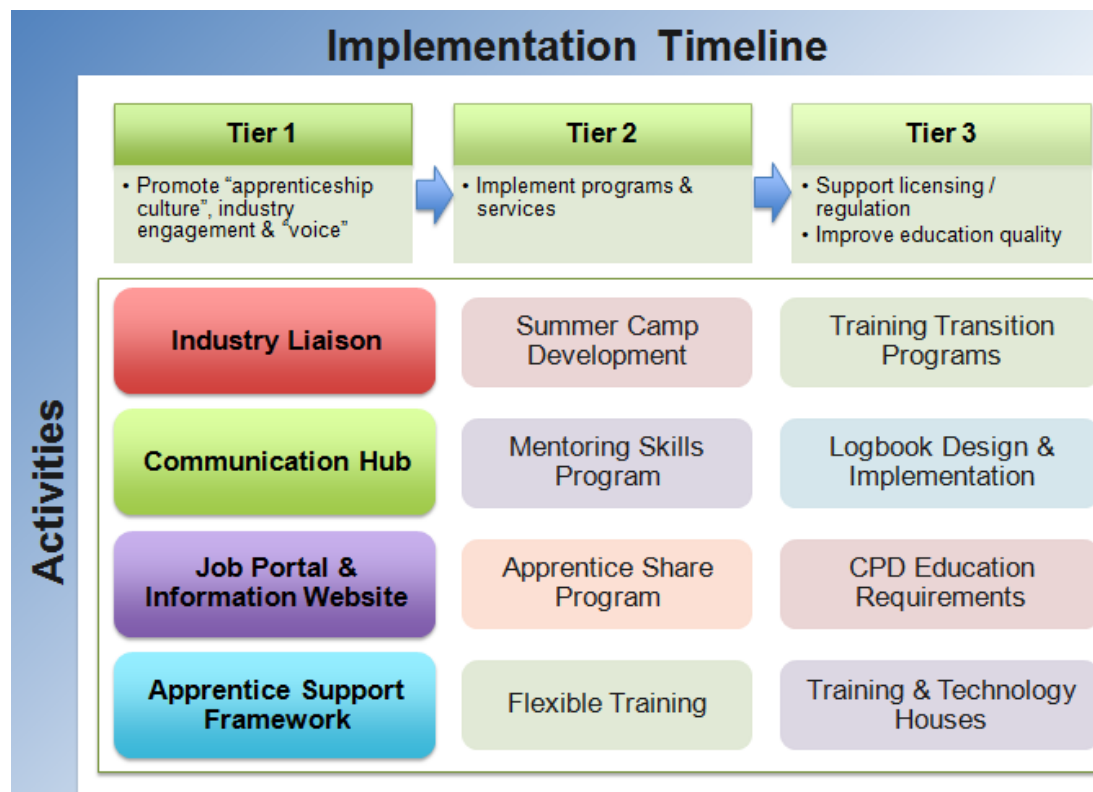 Implementation Timeline
Tier 1
• Promote “apprenticeship
culture”, industry
engagement & “voice”
Tier 2
• Implement programs &
services
Tier 3
• Support licensing /
regulation
• Improve education quality
Activities
Industry Liaison
Summer Camp
Development
Training Transition
Programs
Communication Hub
Mentoring Skills
Program
Logbook Design &
Implementation
Job Portal &
Information Website
Apprentice Share
Program
CPD Education
Requirements
Apprentice Support
Framework
Flexible Training
Training & Technology
Houses